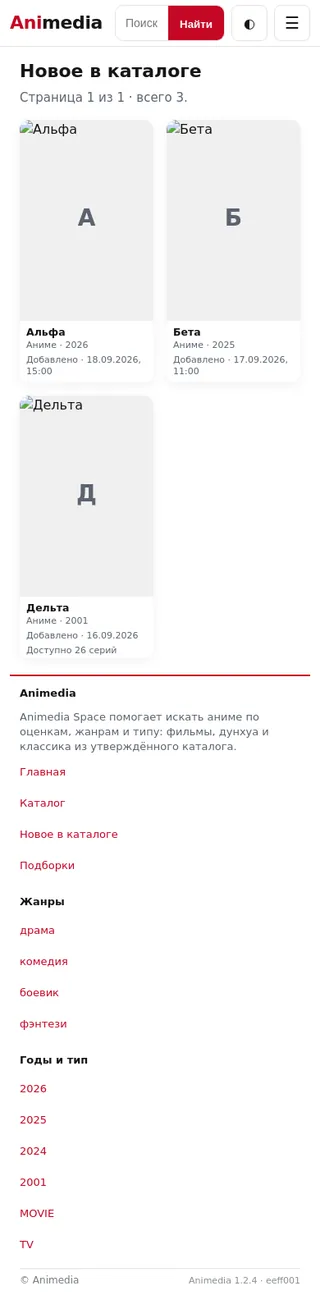 Animedia
Поиск
Найти
Новое в каталоге
Страница 1 из 1 · всего 3.
Альфа
Бета
А
Б
Альфа
Аниме · 2026
Добавлено · 18.09.2026,
15:00
Бета
Аниме · 2025
Добавлено · 17.09.2026,
11:00
Дельта
Д
Дельта
Аниме · 2001
Добавлено · 16.09.2026
Доступно 26 серий
Animedia
Animedia Space помогает искать аниме по
оценкам, жанрам и типу: фильмы, дунхуа и
классика из утверждённого каталога.
Главная
Каталог
Новое в каталоге
Подборки
Жанры
драма
комедия
боевик
фэнтези
Годы и тип
2026
2025
2024
2001
MOVIE
TV
© Animedia
Animedia 1.2.4 · eeff001